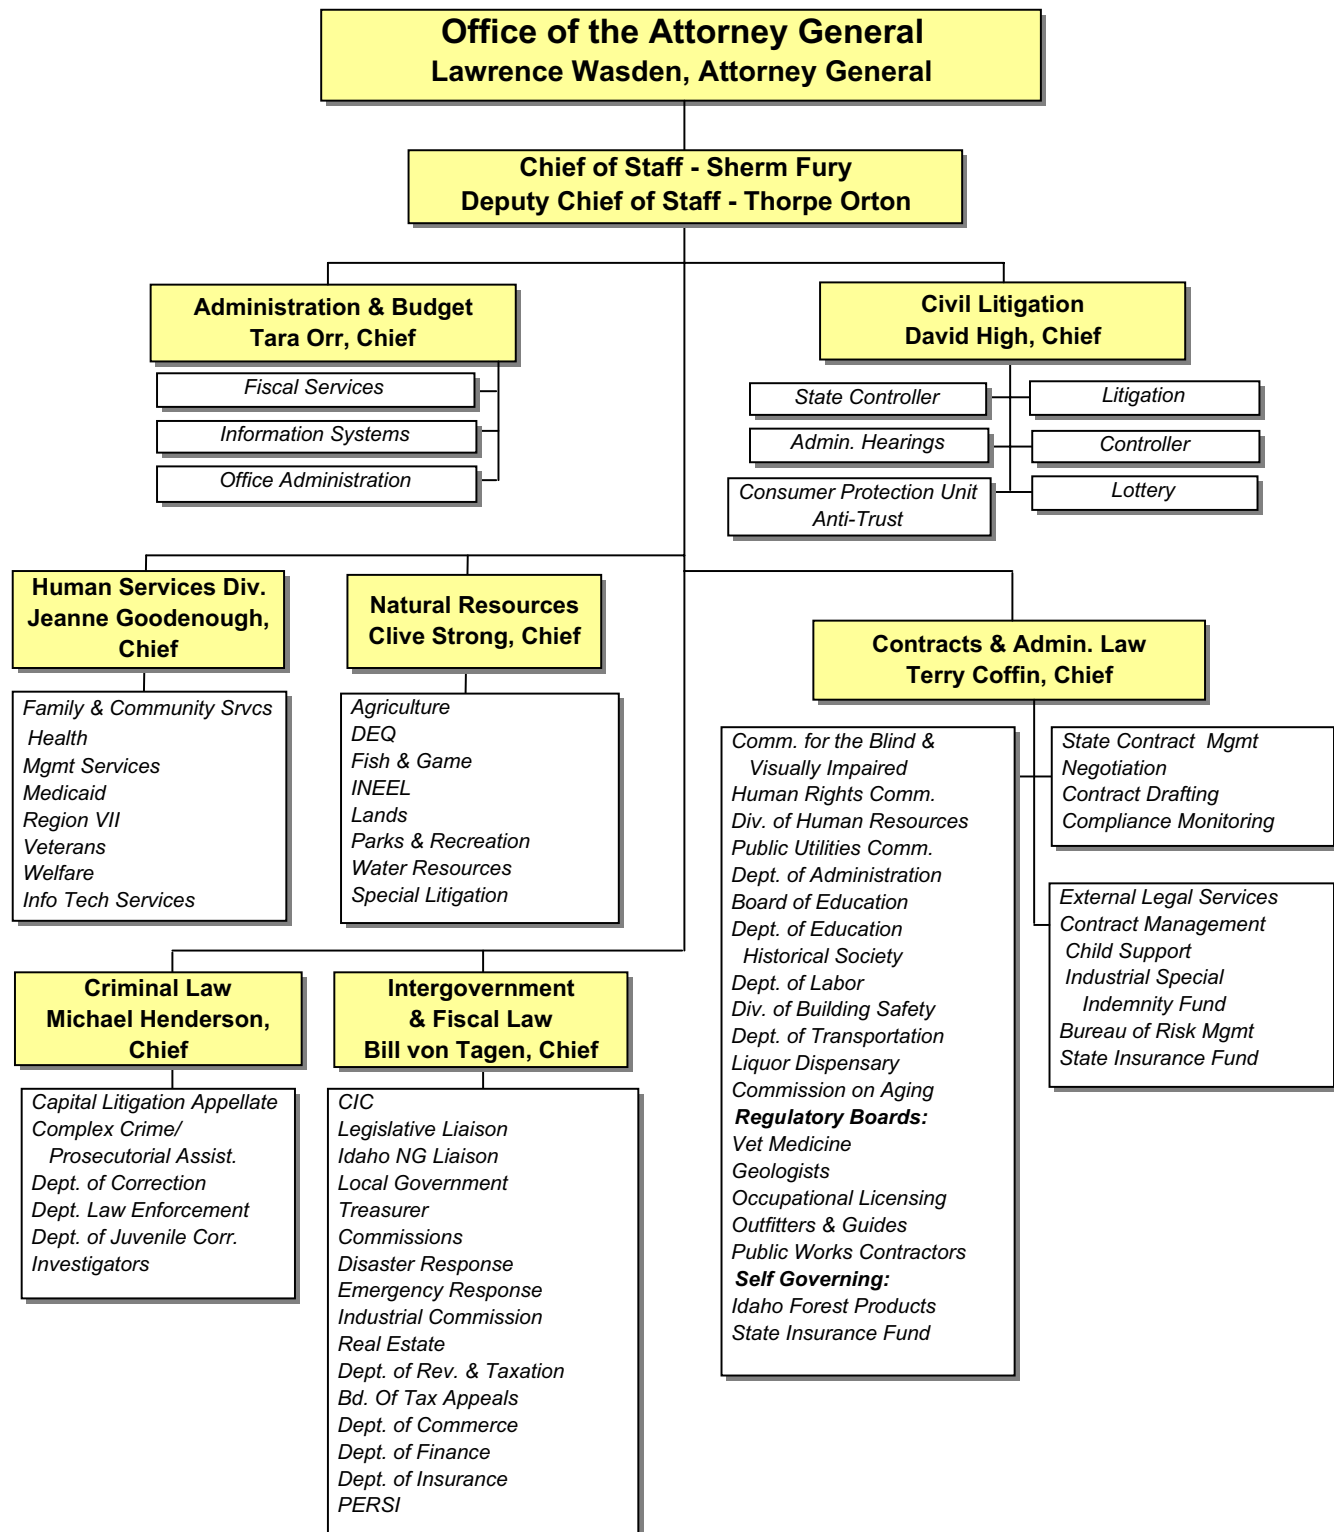 Office of the Attorney General
Lawrence Wasden, Attorney General
Chief of Staff - Sherm Fury
Deputy Chief of Staff - Thorpe Orton
Administration & Budget
Tara Orr, Chief
Fiscal Services
Information Systems
Office Administration
Civil Litigation
David High, Chief
State Controller
Admin. Hearings
Consumer Protection Unit
Anti-Trust
Litigation
Controller
Lottery
Human Services Div.
Jeanne Goodenough,
Chief
Family & Community Srvcs
Health
Mgmt Services
Medicaid
Region VII
Veterans
Welfare
Info Tech Services
Natural Resources
Clive Strong, Chief
Agriculture
DEQ
Fish & Game
INEEL
Lands
Parks & Recreation
Water Resources
Special Litigation
Contracts & Admin. Law
Terry Coffin, Chief
Comm. for the Blind &
Visually Impaired
Human Rights Comm.
Div. of Human Resources
Public Utilities Comm.
Dept. of Administration
Board of Education
Dept. of Education
Historical Society
Dept. of Labor
Div. of Building Safety
Dept. of Transportation
Liquor Dispensary
Commission on Aging
Regulatory Boards:
Vet Medicine
Geologists
Occupational Licensing
Outfitters & Guides
Public Works Contractors
Self Governing:
Idaho Forest Products
State Insurance Fund
State Contract Mgmt
Negotiation
Contract Drafting
Compliance Monitoring
External Legal Services
Contract Management
Child Support
Industrial Special
Indemnity Fund
Bureau of Risk Mgmt
State Insurance Fund
Criminal Law
Michael Henderson,
Chief
Capital Litigation Appellate
Complex Crime/
Prosecutorial Assist.
Dept. of Correction
Dept. Law Enforcement
Dept. of Juvenile Corr.
Investigators
Intergovernment
& Fiscal Law
Bill von Tagen, Chief
CIC
Legislative Liaison
Idaho NG Liaison
Local Government
Treasurer
Commissions
Disaster Response
Emergency Response
Industrial Commission
Real Estate
Dept. of Rev. & Taxation
Bd. Of Tax Appeals
Dept. of Commerce
Dept. of Finance
Dept. of Insurance
PERSI